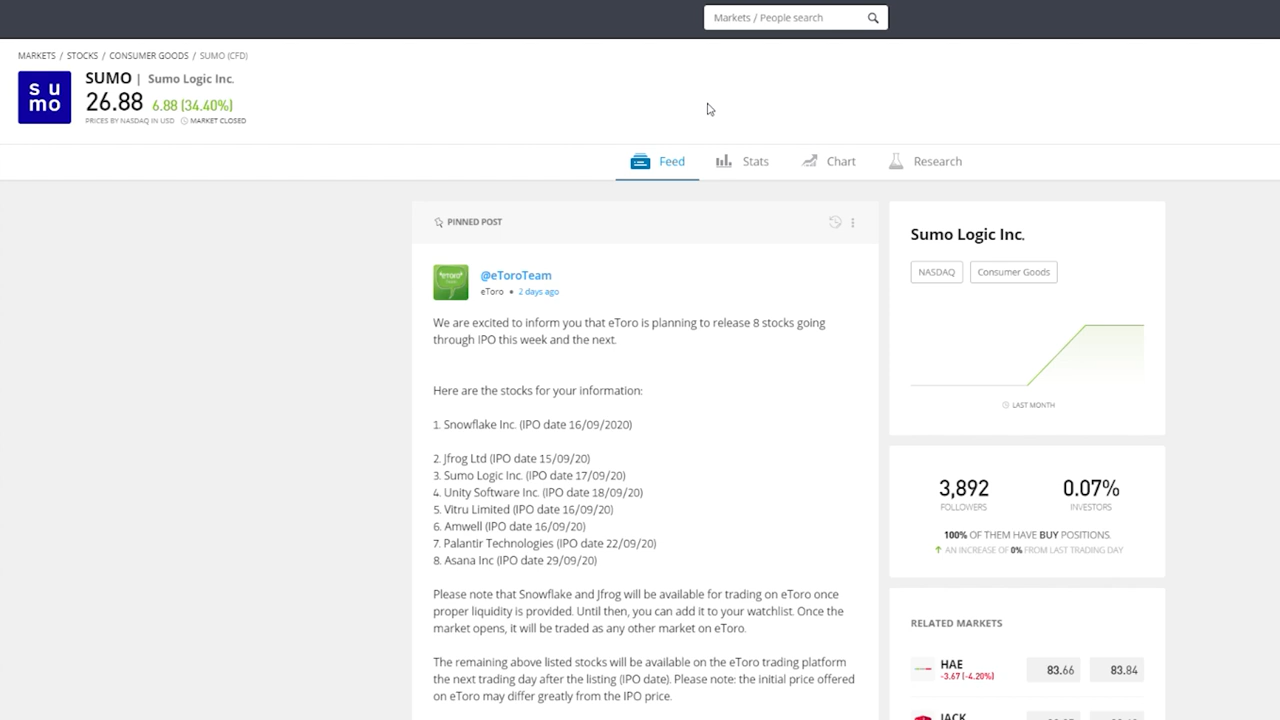 Markets / People search
MARKETS / STOCKS / CONSUMER GOODS / SUMO (CFD)
su
mo
SUMO | Sumo Logic Inc.
26.88 6.88 (34.40%)
PRICES BY NASDAQ IN USD MARKET CLOSED
Feed Stats Chart Research
PINNED POST
@eToroTeam
eToro • 2 days ago
We are excited to inform you that eToro is planning to release 8 stocks going
through IPO this week and the next.
Here are the stocks for your information:
1. Snowflake Inc. (IPO date 16/09/2020)
2. Jfrog Ltd (IPO date 15/09/20)
3. Sumo Logic Inc. (IPO date 17/09/20)
4. Unity Software Inc. (IPO date 18/09/20)
5. Vitru Limited (IPO date 16/09/20)
6. Amwell (IPO date 16/09/20)
7. Palantir Technologies (IPO date 22/09/20)
8. Asana Inc (IPO date 29/09/20)
Please note that Snowflake and Jfrog will be available for trading on eToro once
proper liquidity is provided. Until then, you can add it to your watchlist. Once the
market opens, it will be traded as any other market on eToro.
The remaining above listed stocks will be available on the eToro trading platform
the next trading day after the listing (IPO date). Please note: the initial price offered
on eToro may differ greatly from the IPO price.
Sumo Logic Inc.
NASDAQ Consumer Goods
LAST MONTH
3,892 0.07%
FOLLOWERS INVESTORS
100% OF THEM HAVE BUY POSITIONS.
AN INCREASE OF 0% FROM LAST TRADING DAY
RELATED MARKETS
HAE 83.66 83.84
-3.67 (-4.20%)
JACK